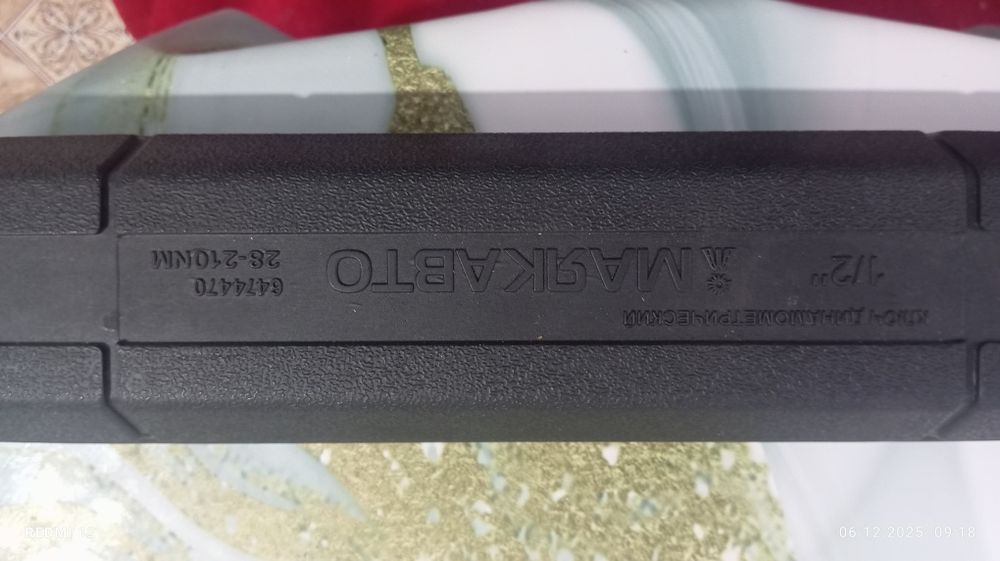 КЛЮЧ ДИНАМОМЕТРИЧЕСКИЙ
1/2" МАЯКАВТО
6474470
28-210NM
REDMI 12
06.12.2025 09:18